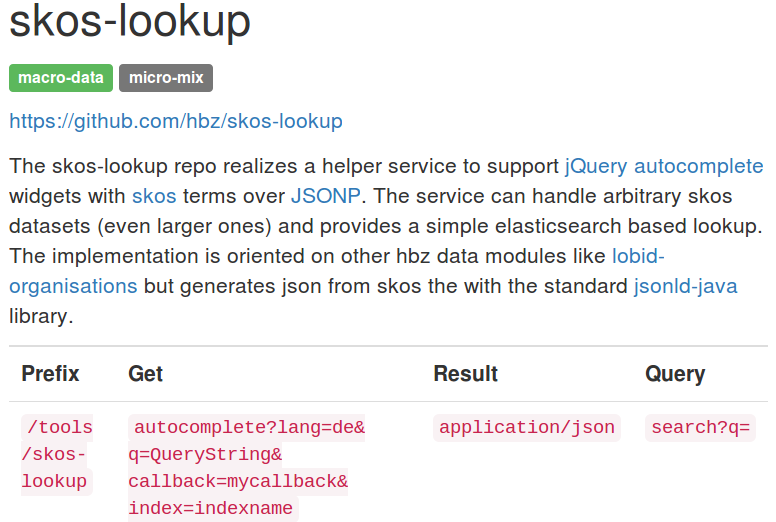 skos-lookup
macro-data micro-mix
https://github.com/hbz/skos-lookup
The skos-lookup repo realizes a helper service to support jQuery autocomplete
widgets with skos terms over JSONP. The service can handle arbitrary skos
datasets (even larger ones) and provides a simple elasticsearch based lookup.
The implementation is oriented on other hbz data modules like lobid-
organisations but generates json from skos the with the standard jsonld-java
library.
Prefix Get Result Query
/tools autocomplete?lang=de& application/json search?q=
/skos- q=QueryString&
lookup callback=mycallback&
index=indexname